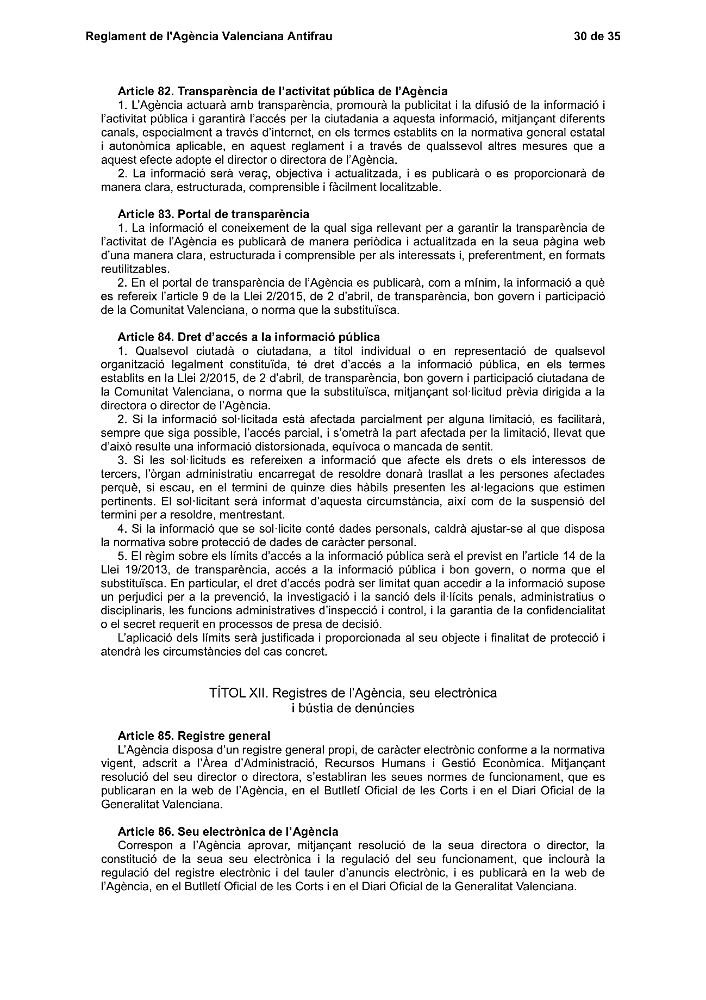 Reglament de l'Agència Valenciana Antifrau 30 de 35
Article 82. Transparència de l’activitat pública de l’Agència
1. L’Agència actuarà amb transparència, promourà la publicitat i la difusió de la informació i
l’activitat pública i garantirà l’accés per la ciutadania a aquesta informació, mitjançant diferents
canals, especialment a través d’internet, en els termes establits en la normativa general estatal
i autonòmica aplicable, en aquest reglament i a través de qualssevol altres mesures que a
aquest efecte adopte el director o directora de l’Agència.
2. La informació serà veraç, objectiva i actualitzada, i es publicarà o es proporcionarà de
manera clara, estructurada, comprensible i fàcilment localitzable.
Article 83. Portal de transparència
1. La informació el coneixement de la qual siga rellevant per a garantir la transparència de
l’activitat de l’Agència es publicarà de manera periòdica i actualitzada en la seua pàgina web
d’una manera clara, estructurada i comprensible per als interessats i, preferentment, en formats
reutilitzables.
2. En el portal de transparència de l’Agència es publicarà, com a mínim, la informació a què
es refereix l’article 9 de la Llei 2/2015, de 2 d’abril, de transparència, bon govern i participació
de la Comunitat Valenciana, o norma que la substituïsca.
Article 84. Dret d’accés a la informació pública
1. Qualsevol ciutadà o ciutadana, a títol individual o en representació de qualsevol
organització legalment constituïda, té dret d’accés a la informació pública, en els termes
establits en la Llei 2/2015, de 2 d’abril, de transparència, bon govern i participació ciutadana de
la Comunitat Valenciana, o norma que la substituïsca, mitjançant sol·licitud prèvia dirigida a la
directora o director de l’Agència.
2. Si la informació sol·licitada està afectada parcialment per alguna limitació, es facilitarà,
sempre que siga possible, l’accés parcial, i s’ometrà la part afectada per la limitació, llevat que
d’això resulte una informació distorsionada, equívoca o mancada de sentit.
3. Si les sol·licituds es refereixen a informació que afecte els drets o els interessos de
tercers, l’òrgan administratiu encarregat de resoldre donarà trasllat a les persones afectades
perquè, si escau, en el termini de quinze dies hàbils presenten les al·legacions que estimen
pertinents. El sol·licitant serà informat d’aquesta circumstància, així com de la suspensió del
termini per a resoldre, mentrestant.
4. Si la informació que se sol·licite conté dades personals, caldrà ajustar-se al que disposa
la normativa sobre protecció de dades de caràcter personal.
5. El règim sobre els límits d’accés a la informació pública serà el previst en l’article 14 de la
Llei 19/2013, de transparència, accés a la informació pública i bon govern, o norma que el
substituïsca. En particular, el dret d’accés podrà ser limitat quan accedir a la informació supose
un perjudici per a la prevenció, la investigació i la sanció dels il·lícits penals, administratius o
disciplinaris, les funcions administratives d’inspecció i control, i la garantia de la confidencialitat
o el secret requerit en processos de presa de decisió.
L’aplicació dels límits serà justificada i proporcionada al seu objecte i finalitat de protecció i
atendrà les circumstàncies del cas concret.
TÍTOL XII. Registres de l’Agència, seu electrònica
i bústia de denúncies
Article 85. Registre general
L’Agència disposa d’un registre general propi, de caràcter electrònic conforme a la normativa
vigent, adscrit a l’Àrea d’Administració, Recursos Humans i Gestió Econòmica. Mitjançant
resolució del seu director o directora, s’establiran les seues normes de funcionament, que es
publicaran en la web de l’Agència, en el Butlletí Oficial de les Corts i en el Diari Oficial de la
Generalitat Valenciana.
Article 86. Seu electrònica de l’Agència
Correspon a l’Agència aprovar, mitjançant resolució de la seua directora o director, la
constitució de la seua seu electrònica i la regulació del seu funcionament, que inclourà la
regulació del registre electrònic i del tauler d’anuncis electrònic, i es publicarà en la web de
l’Agència, en el Butlletí Oficial de les Corts i en el Diari Oficial de la Generalitat Valenciana.